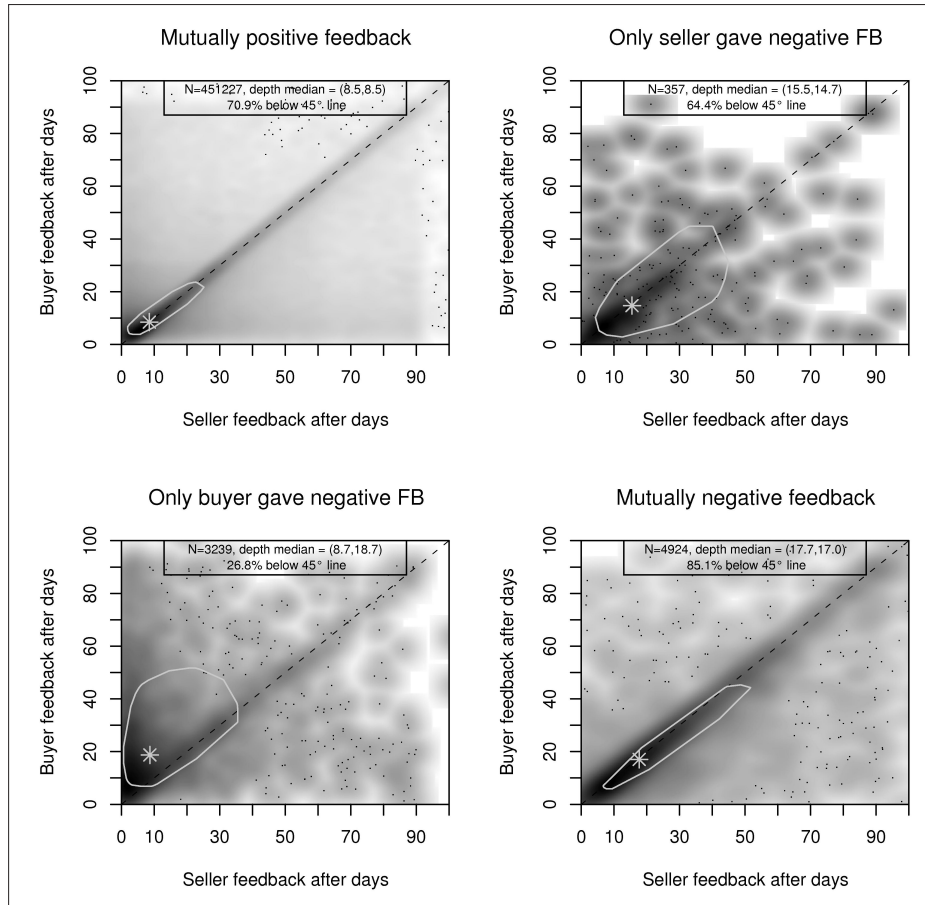 Mutually positive feedback
N=451227, depth median = (8.5,8.5)
70.9% below 45° line
Buyer feedback after days
0 20 40 60 80 100
0 10 30 50 70 90
Seller feedback after days
Only seller gave negative FB
N=357, depth median = (15.5,14.7)
64.4% below 45° line
Buyer feedback after days
0 20 40 60 80 100
0 10 30 50 70 90
Seller feedback after days
Only buyer gave negative FB
N=3239, depth median = (8.7,18.7)
26.8% below 45° line
Buyer feedback after days
0 20 40 60 80 100
0 10 30 50 70 90
Seller feedback after days
Mutually negative feedback
N=4924, depth median = (17.7,17.0)
85.1% below 45° line
Buyer feedback after days
0 20 40 60 80 100
0 10 30 50 70 90
Seller feedback after days